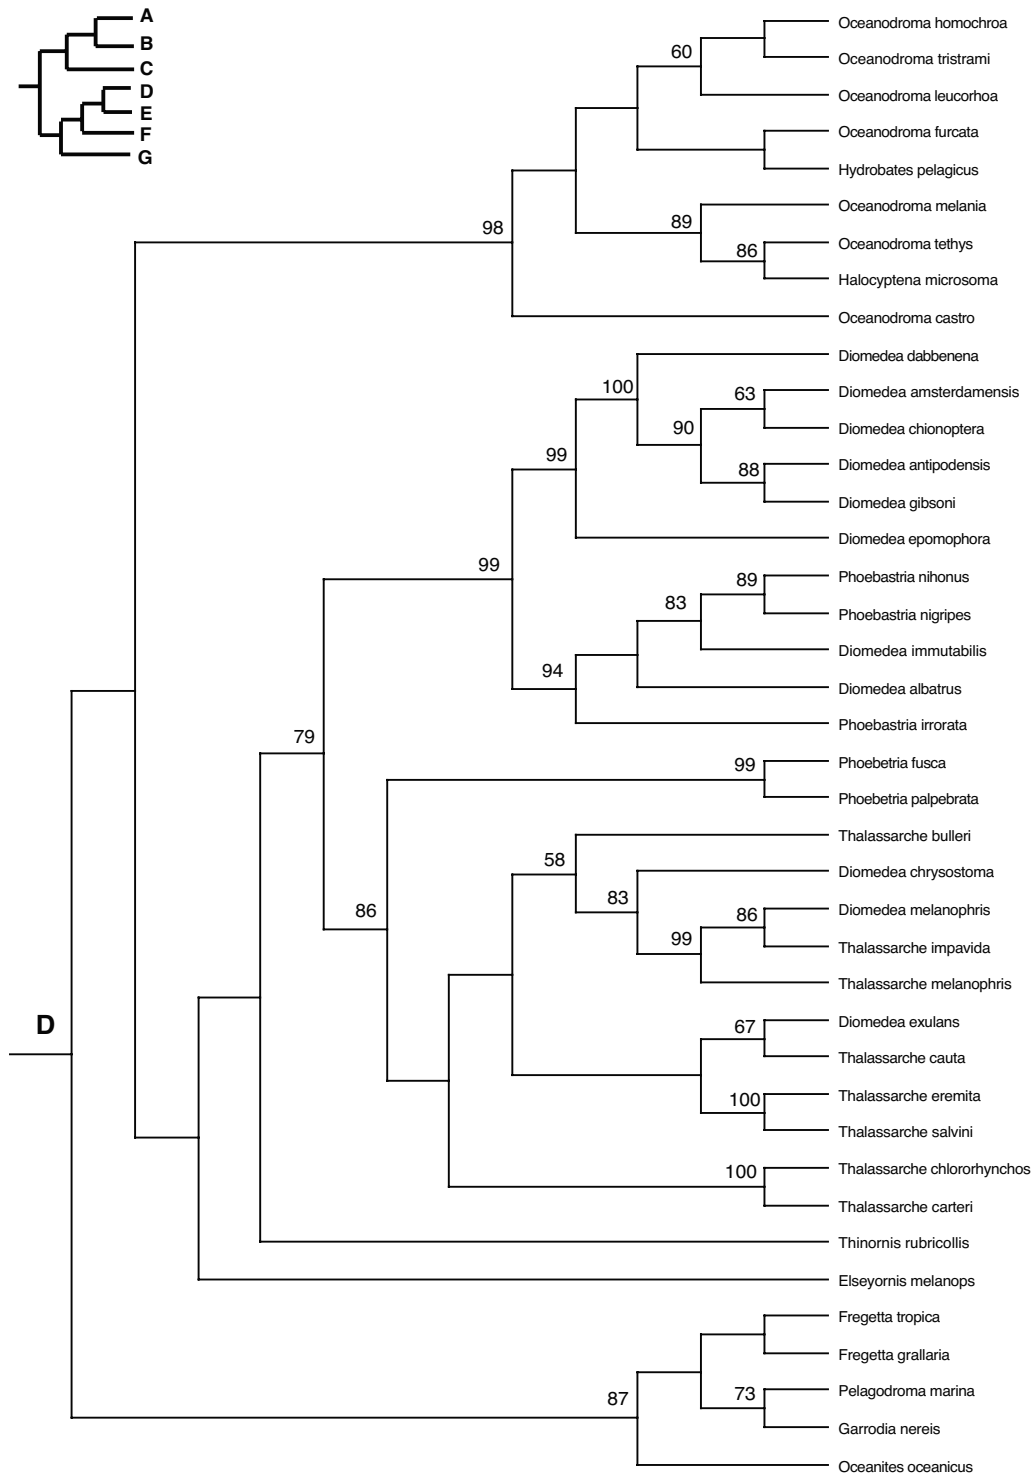 A
B
C
D
E
F
G
Oceanodroma homochroa
60
Oceanodroma tristrami
Oceanodroma leucorhoa
Oceanodroma furcata
Hydrobates pelagicus
Oceanodroma melania
89
98
Oceanodroma tethys
86
Halocyptena microsoma
Oceanodroma castro
Diomedea dabbenena
100
63
Diomedea amsterdamensis
90
Diomedea chionoptera
99
88
Diomedea antipodensis
Diomedea gibsoni
Diomedea epomophora
99
89
Phoebastria nihonus
83
Phoebastria nigripes
Diomedea immutabilis
94
Diomedea albatrus
Phoebastria irrorata
79
99
Phoebetria fusca
Phoebetria palpebrata
Thalassarche bulleri
58
Diomedea chrysostoma
83
86
86
Diomedea melanophris
99
Thalassarche impavida
Thalassarche melanophris
D
67
Diomedea exulans
Thalassarche cauta
100
Thalassarche eremita
Thalassarche salvini
100
Thalassarche chlororhynchos
Thalassarche carteri
Thinornis rubricollis
Elseyornis melanops
Fregetta tropica
Fregetta grallaria
87
73
Pelagodroma marina
Garrodia nereis
Oceanites oceanicus